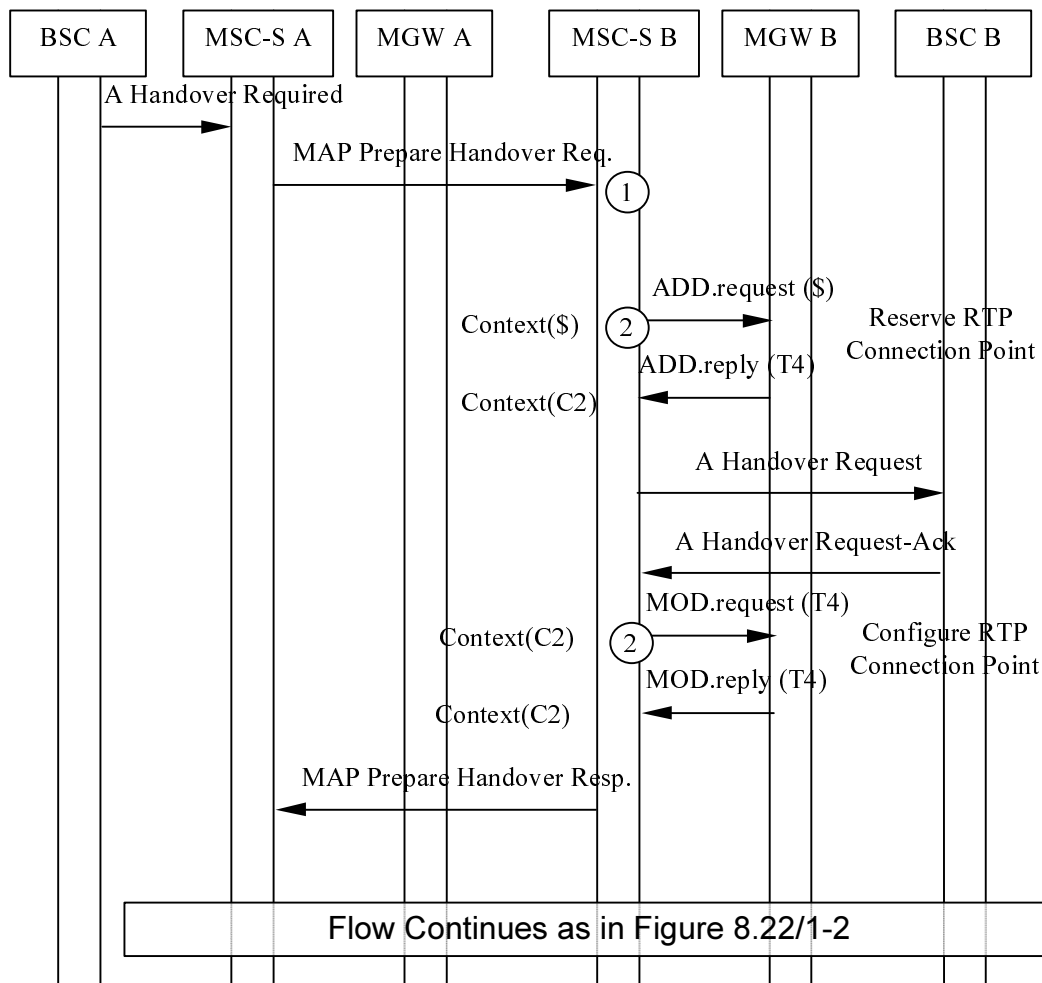 BSC A
MSC-S A
MGW A
MSC-S B
MGW B
BSC B
A Handover Required
MAP Prepare Handover Req.
1
ADD.request ($)
Context($)
2
Reserve RTP
Connection Point
ADD.reply (T4)
Context(C2)
A Handover Request
A Handover Request-Ack
MOD.request (T4)
Context(C2)
2
Configure RTP
Connection Point
MOD.reply (T4)
Context(C2)
MAP Prepare Handover Resp.
Flow Continues as in Figure 8.22/1-2